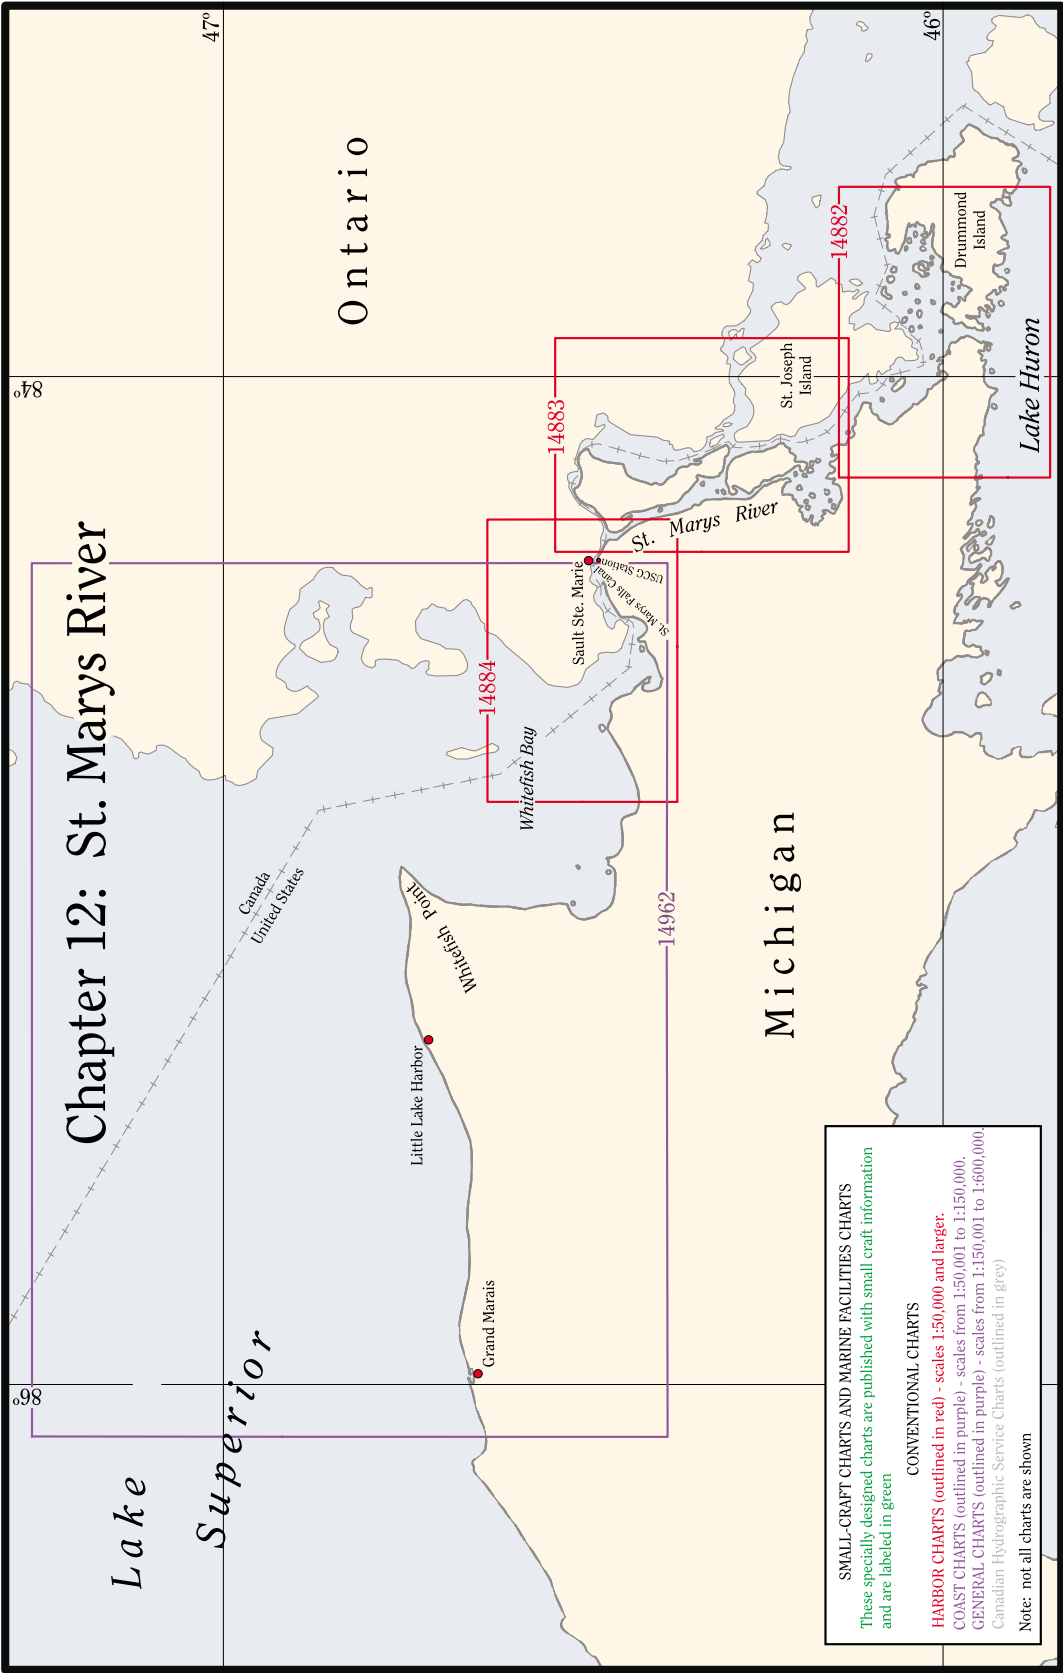 Chapter 12: St. Marys River
47º
46º
84º
86º
Lake
Superior
Ontario
Michigan
Canada
United States
Whitefish Bay
Whitefish Point
Little Lake Harbor
Grand Marais
Sault Ste. Marie
USCG Station
St. Marys Falls Canal
St. Marys River
St. Joseph
Island
Drummond
Island
Lake Huron
14884
14883
14882
14962
SMALL-CRAFT CHARTS AND MARINE FACILITIES CHARTS
These specially designed charts are published with small craft information
and are labeled in green
CONVENTIONAL CHARTS
HARBOR CHARTS (outlined in red) - scales 1:50,000 and larger.
COAST CHARTS (outlined in purple) - scales from 1:50,001 to 1:150,000.
GENERAL CHARTS (outlined in purple) - scales from 1:150,001 to 1:600,000.
Canadian Hydrographic Service Charts (outlined in grey)
Note: not all charts are shown